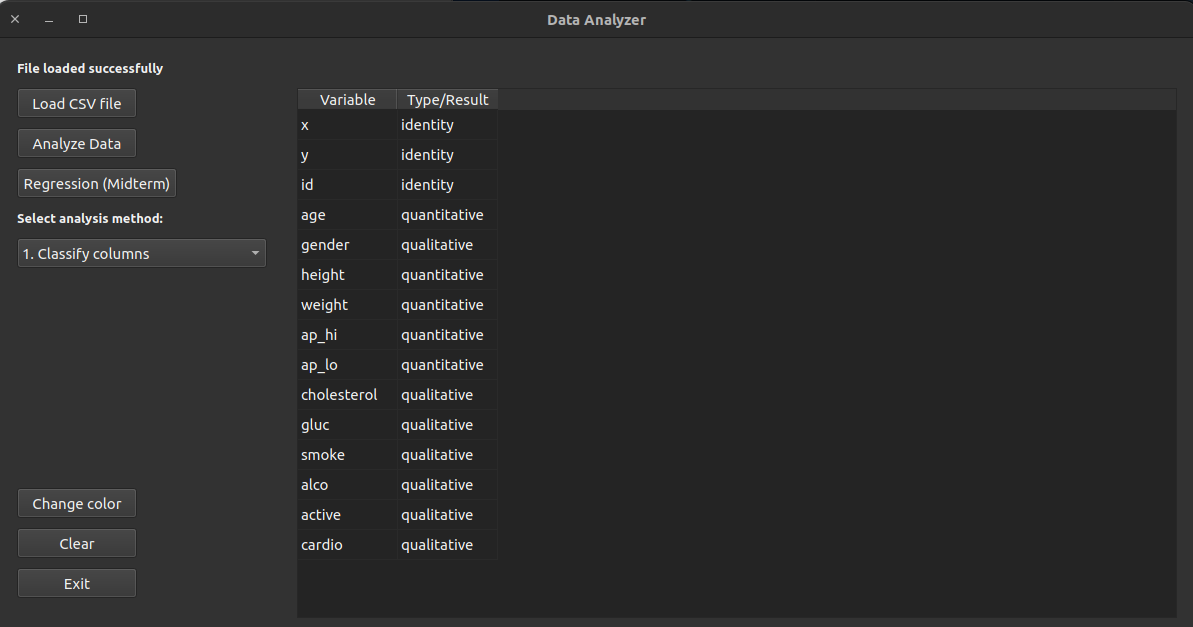 Data Analyzer
File loaded successfully
Load CSV file
Analyze Data
Regression (Midterm)
Select analysis method:
1. Classify columns
Change color
Clear
Exit
Variable Type/Result
x identity
y identity
id identity
age quantitative
gender qualitative
height quantitative
weight quantitative
ap_hi quantitative
ap_lo quantitative
cholesterol qualitative
gluc qualitative
smoke qualitative
alco qualitative
active qualitative
cardio qualitative